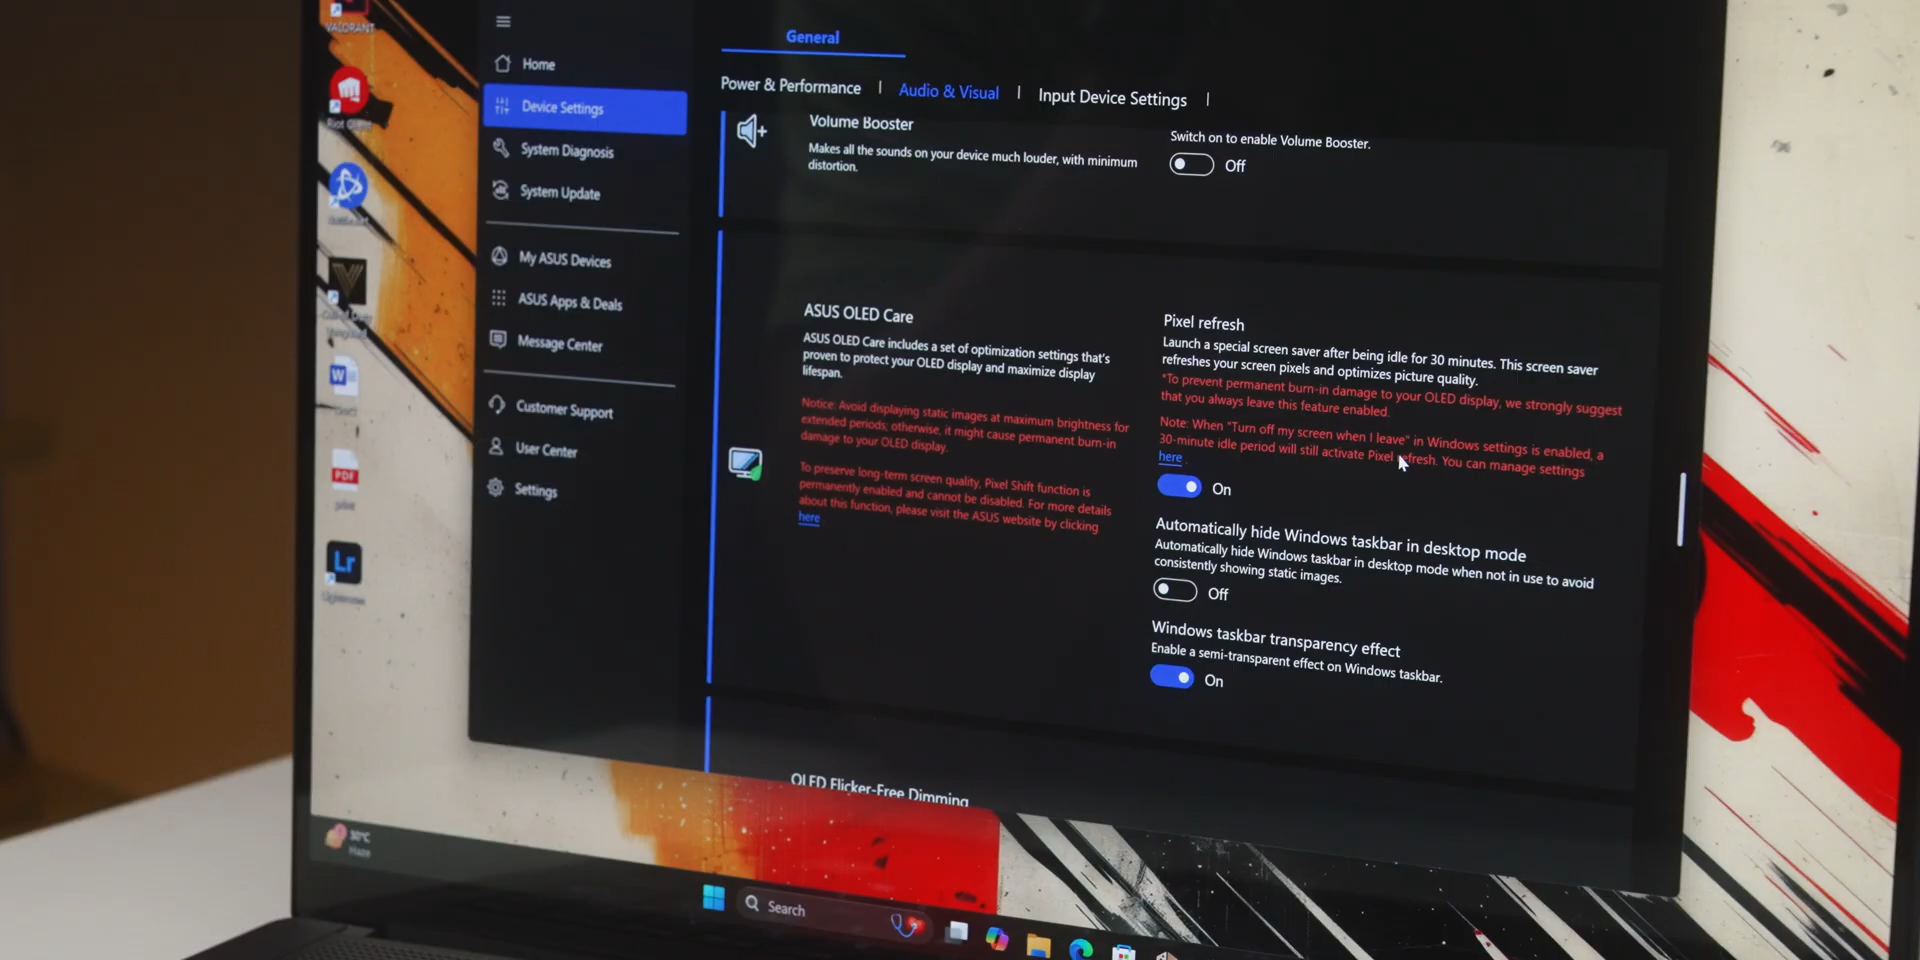 VALORANT
Riot Client
W
PDF
Lr
Lightroom
30°C
Haze
Home
Device Settings
System Diagnosis
System Update
My ASUS Devices
ASUS Apps & Deals
Message Center
Customer Support
User Center
Settings
General
Power & Performance | Audio & Visual | Input Device Settings |
Volume Booster
Makes all the sounds on your device much louder, with minimum
distortion.
Switch on to enable Volume Booster.
Off
ASUS OLED Care
ASUS OLED Care includes a set of optimization settings that's
proven to protect your OLED display and maximize display
lifespan.
Notice: Avoid displaying static images at maximum brightness for
extended periods; otherwise, it might cause permanent burn-in
damage to your OLED display.
To preserve long-term screen quality, Pixel Shift function is
permanently enabled and cannot be disabled. For more details
about this function, please visit the ASUS website by clicking
here
Pixel refresh
Launch a special screen saver after being idle for 30 minutes. This screen saver
refreshes your screen pixels and optimizes picture quality.
*To prevent permanent burn-in damage to your OLED display, we strongly suggest
that you always leave this feature enabled.
Note: When "Turn off my screen when I leave" in Windows settings is enabled, a
30-minute idle period will still activate Pixel refresh. You can manage settings
here.
On
Automatically hide Windows taskbar in desktop mode
Automatically hide Windows taskbar in desktop mode when not in use to avoid
consistently showing static images.
Off
Windows taskbar transparency effect
Enable a semi-transparent effect on Windows taskbar.
On
OLED Flicker-Free Dimming
Search